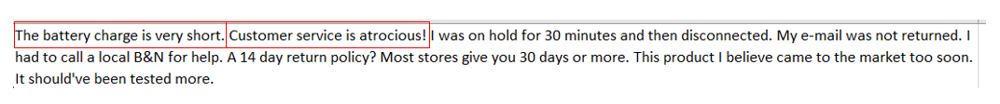 The battery charge is very short. Customer service is atrocious! I was on hold for 30 minutes and then disconnected. My e-mail was not returned. I
had to call a local B&N for help. A 14 day return policy? Most stores give you 30 days or more. This product I believe came to the market too soon.
It should've been tested more.